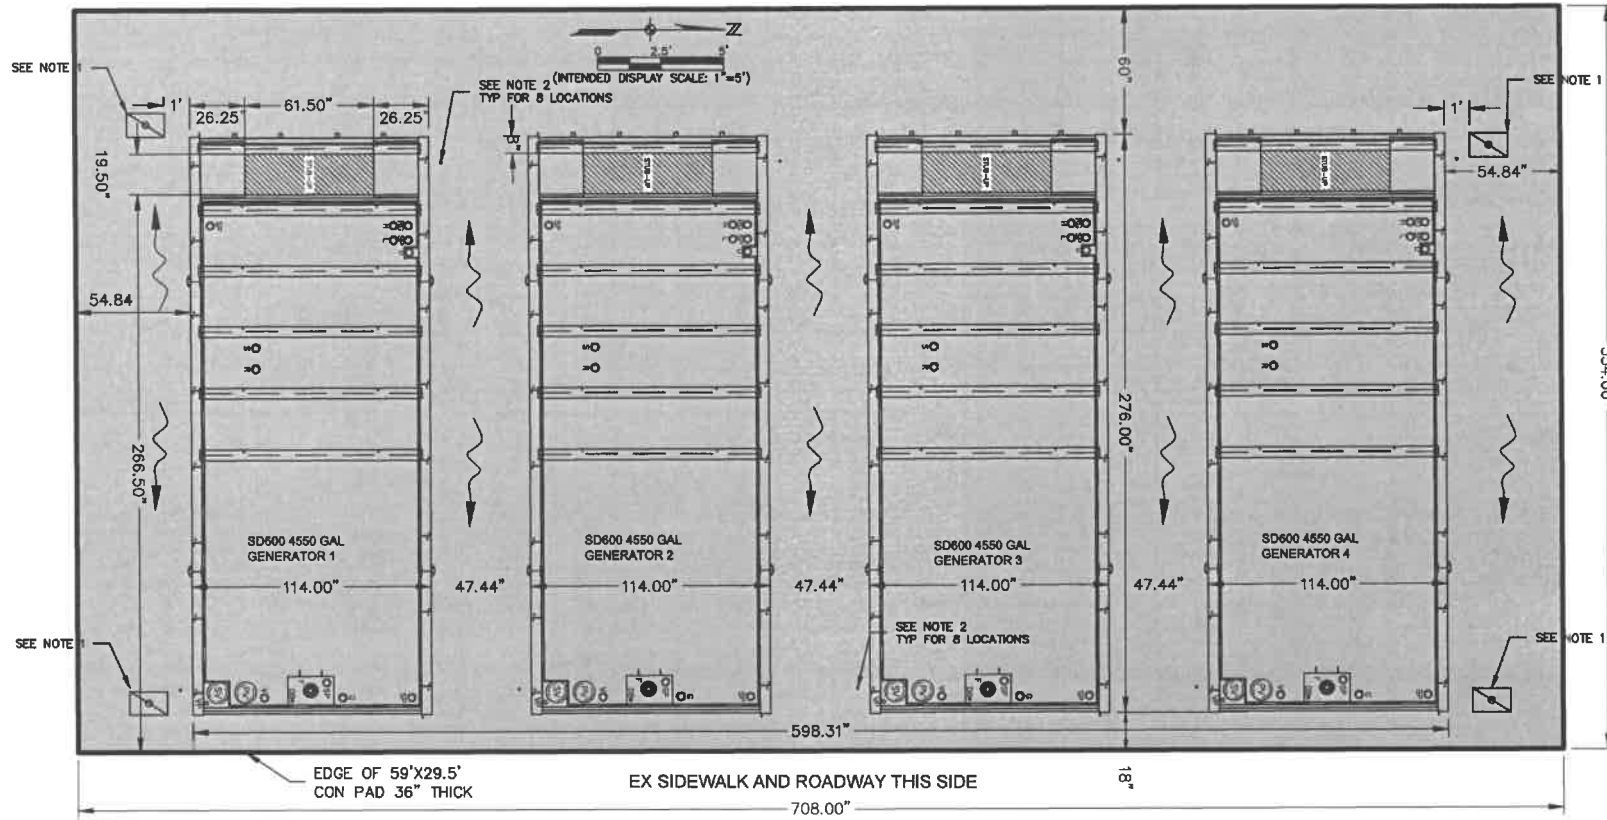 Z
0 2.5' 5'
(INTENDED DISPLAY SCALE: 1"=5')
SEE NOTE 1
SEE NOTE 2
TYP FOR 8 LOCATIONS
60"
SEE NOTE 1
1'
26.25"
61.50"
26.25"
8"
1'
19.50"
STUB-UP
STUB-UP
STUB-UP
STUB-UP
54.84"
54.84
266.50"
276.00"
SD600 4550 GAL
GENERATOR 1
SD600 4550 GAL
GENERATOR 2
SD600 4550 GAL
GENERATOR 3
SD600 4550 GAL
GENERATOR 4
114.00"
47.44"
114.00"
47.44"
114.00"
47.44"
114.00"
SEE NOTE 1
SEE NOTE 2
TYP FOR 8 LOCATIONS
SEE NOTE 1
598.31"
EDGE OF 59'X29.5'
CON PAD 36" THICK
EX SIDEWALK AND ROADWAY THIS SIDE
18"
708.00"